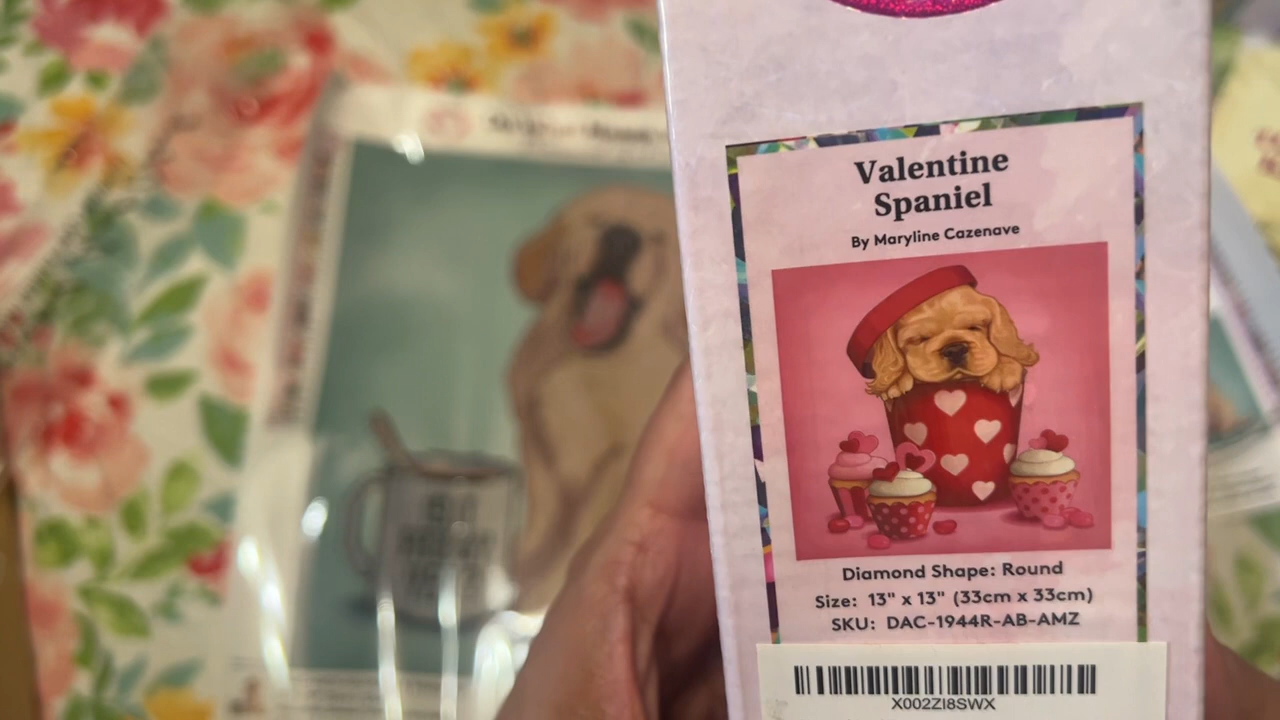 Valentine
Spaniel
By Maryline Cazenave
Diamond Shape: Round
Size: 13" x 13" (33cm x 33cm)
SKU: DAC-1944R-AB-AMZ
X002ZI8SWX